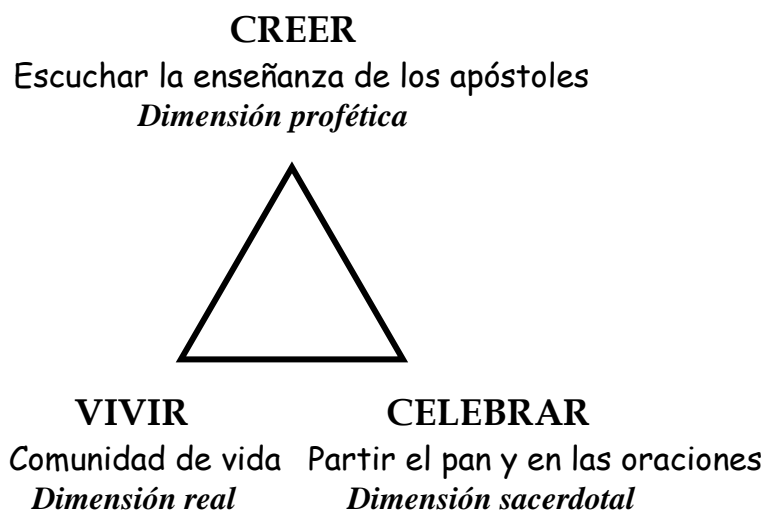 CREER
Escuchar la enseñanza de los apóstoles
Dimensión profética
VIVIR
Comunidad de vida
Dimensión real
CELEBRAR
Partir el pan y en las oraciones
Dimensión sacerdotal